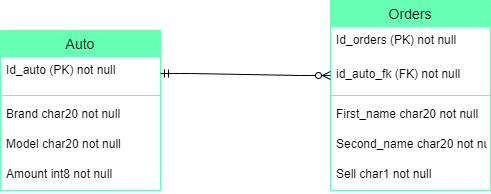 Auto
Id_auto (PK) not null
Brand char20 not null
Model char20 not null
Amount int8 not null
Orders
Id_orders (PK) not null
id_auto_fk (FK) not null
First_name char20 not null
Second_name char20 not nu
Sell char1 not null